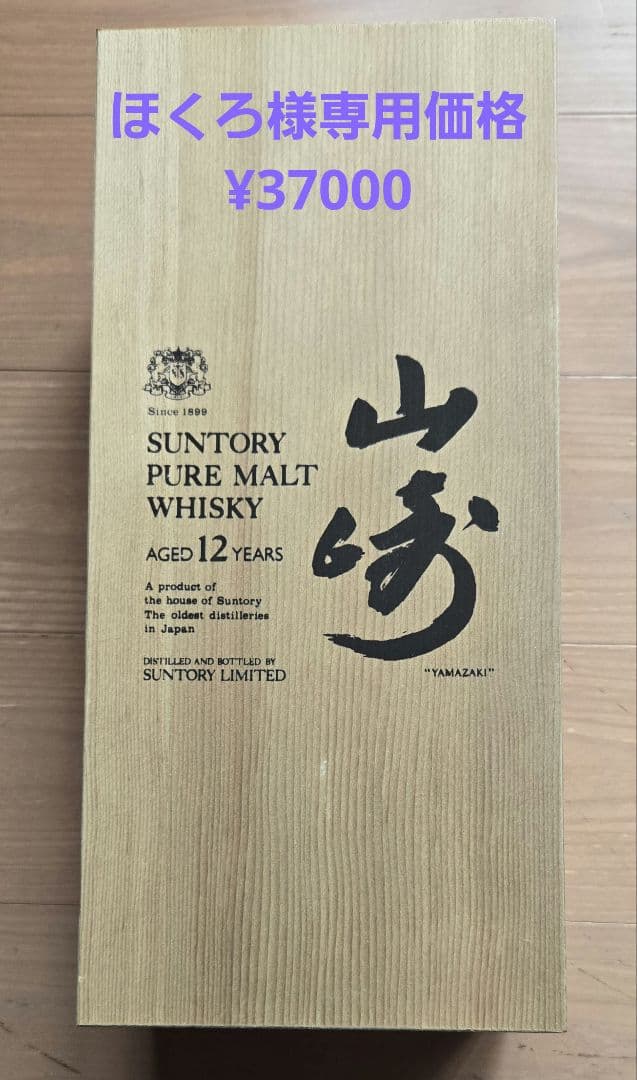 ほくろ様専用価格
¥37000
Since 1899
SUNTORY
PURE MALT
WHISKY
AGED 12 YEARS
A product of
the house of Suntory
The oldest distilleries
in Japan
DISTILLED AND BOTTLED BY
SUNTORY LIMITED
山崎
"YAMAZAKI"